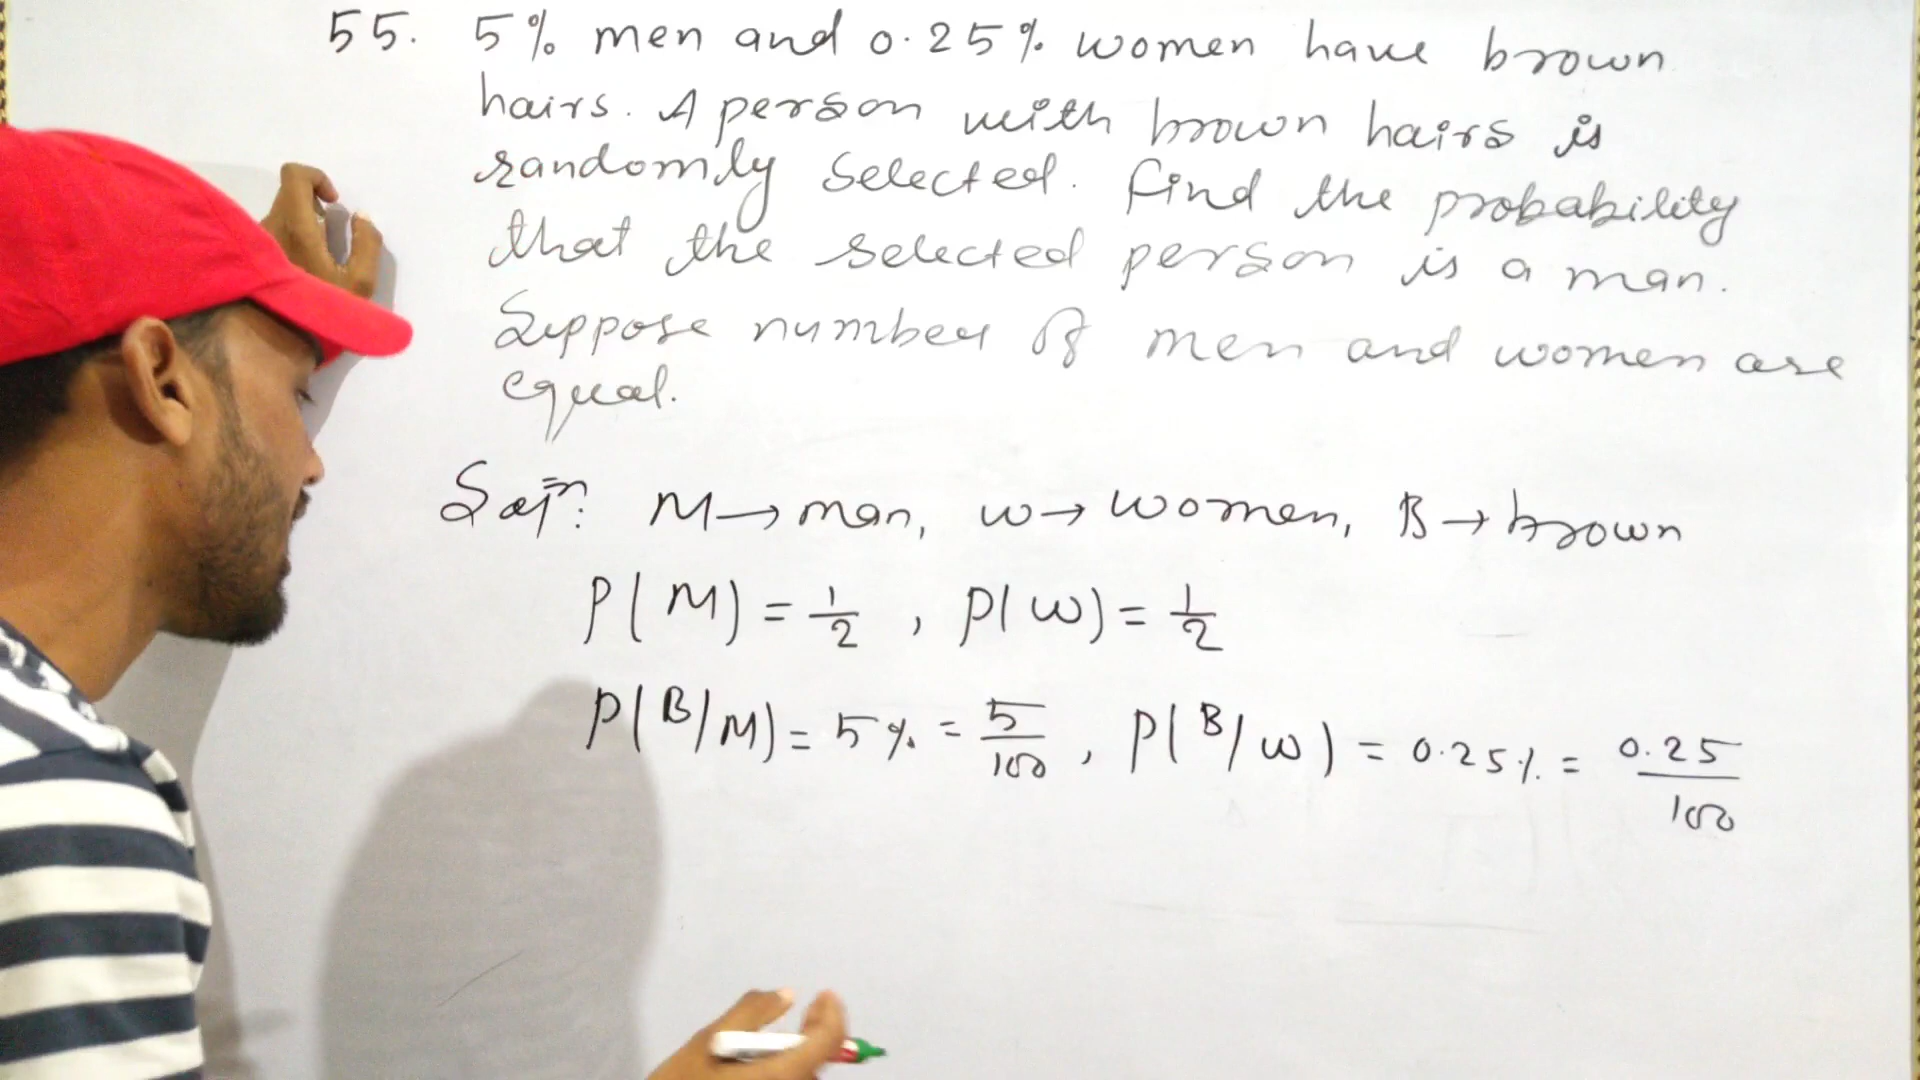 55. 5% men and 0.25% women have brown
hairs. A person with brown hairs is
randomly selected. Find the probability
that the selected person is a man.
Suppose number of men and women are
equal.
Solⁿ: M→man, W→women, B→brown
P(M) = 1/2, P(W) = 1/2
P(B/M) = 5% = 5/100, P(B/W) = 0.25% = 0.25/100